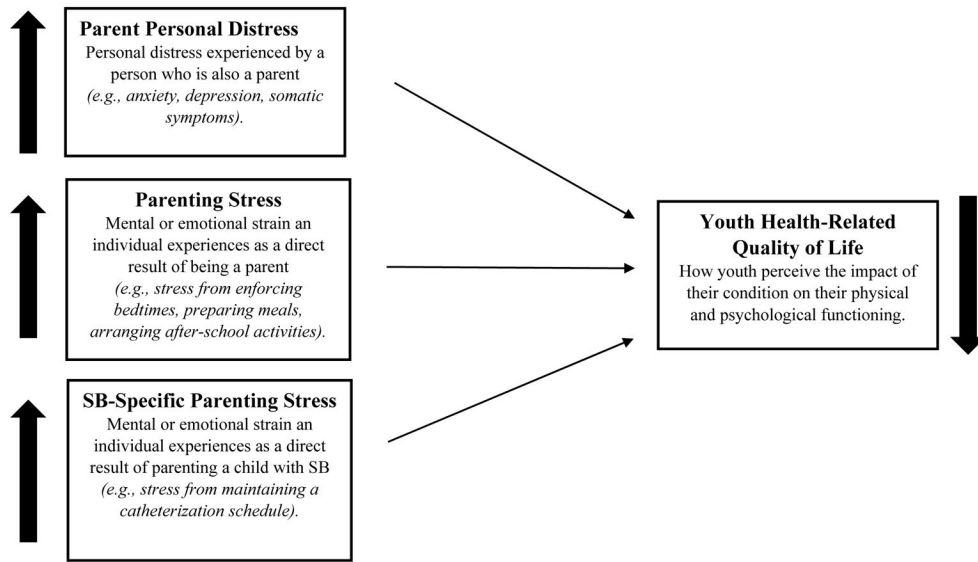 Parent Personal Distress
Personal distress experienced by a
person who is also a parent
(e.g., anxiety, depression, somatic
symptoms).
Parenting Stress
Mental or emotional strain an
individual experiences as a direct
result of being a parent
(e.g., stress from enforcing
bedtimes, preparing meals,
arranging after-school activities).
SB-Specific Parenting Stress
Mental or emotional strain an
individual experiences as a direct
result of parenting a child with SB
(e.g., stress from maintaining a
catheterization schedule).
Youth Health-Related
Quality of Life
How youth perceive the impact of
their condition on their physical
and psychological functioning.